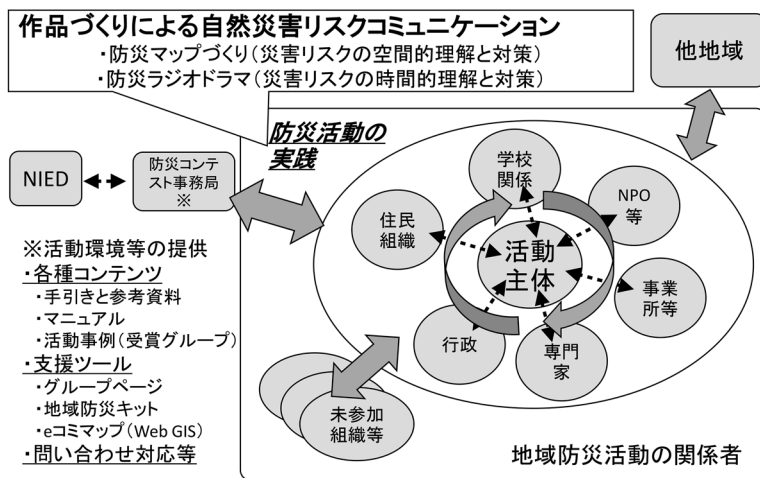 作品づくりによる自然災害リスクコミュニケーション
・防災マップづくり（災害リスクの空間的理解と対策）
・防災ラジオドラマ（災害リスクの時間的理解と対策）
他地域
防災活動の
実践
NIED
防災コンテ
スト事務局
※
学校
関係
NPO
等
住民
組織
活動
主体
事業
所等
行政
専門
家
未参加
組織等
※活動環境等の提供
・各種コンテンツ
・手引きと参考資料
・マニュアル
・活動事例（受賞グループ）
・支援ツール
・グループページ
・地域防災キット
・eコミマップ（Web GIS）
・問い合わせ対応等
地域防災活動の関係者